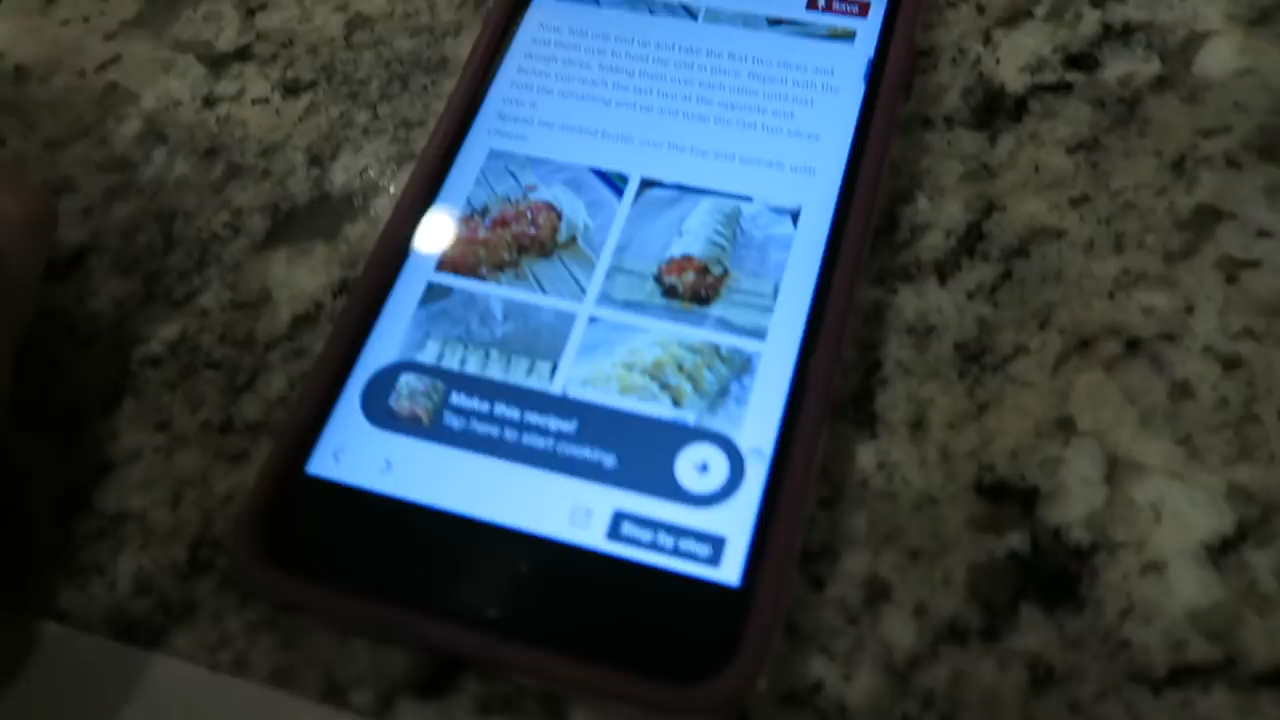 Save
Now, fold one end up and take the first two slices and
fold them over to hold the end in place. Repeat with the
dough slices, folding them over each other until just
before you reach the last two at the opposite end.
Fold the remaining end up and wrap the last two slices
over it.
Spread the melted butter over the top and sprinkle with
cheese.
Make this recipe!
Tap here to start cooking.
Step by step